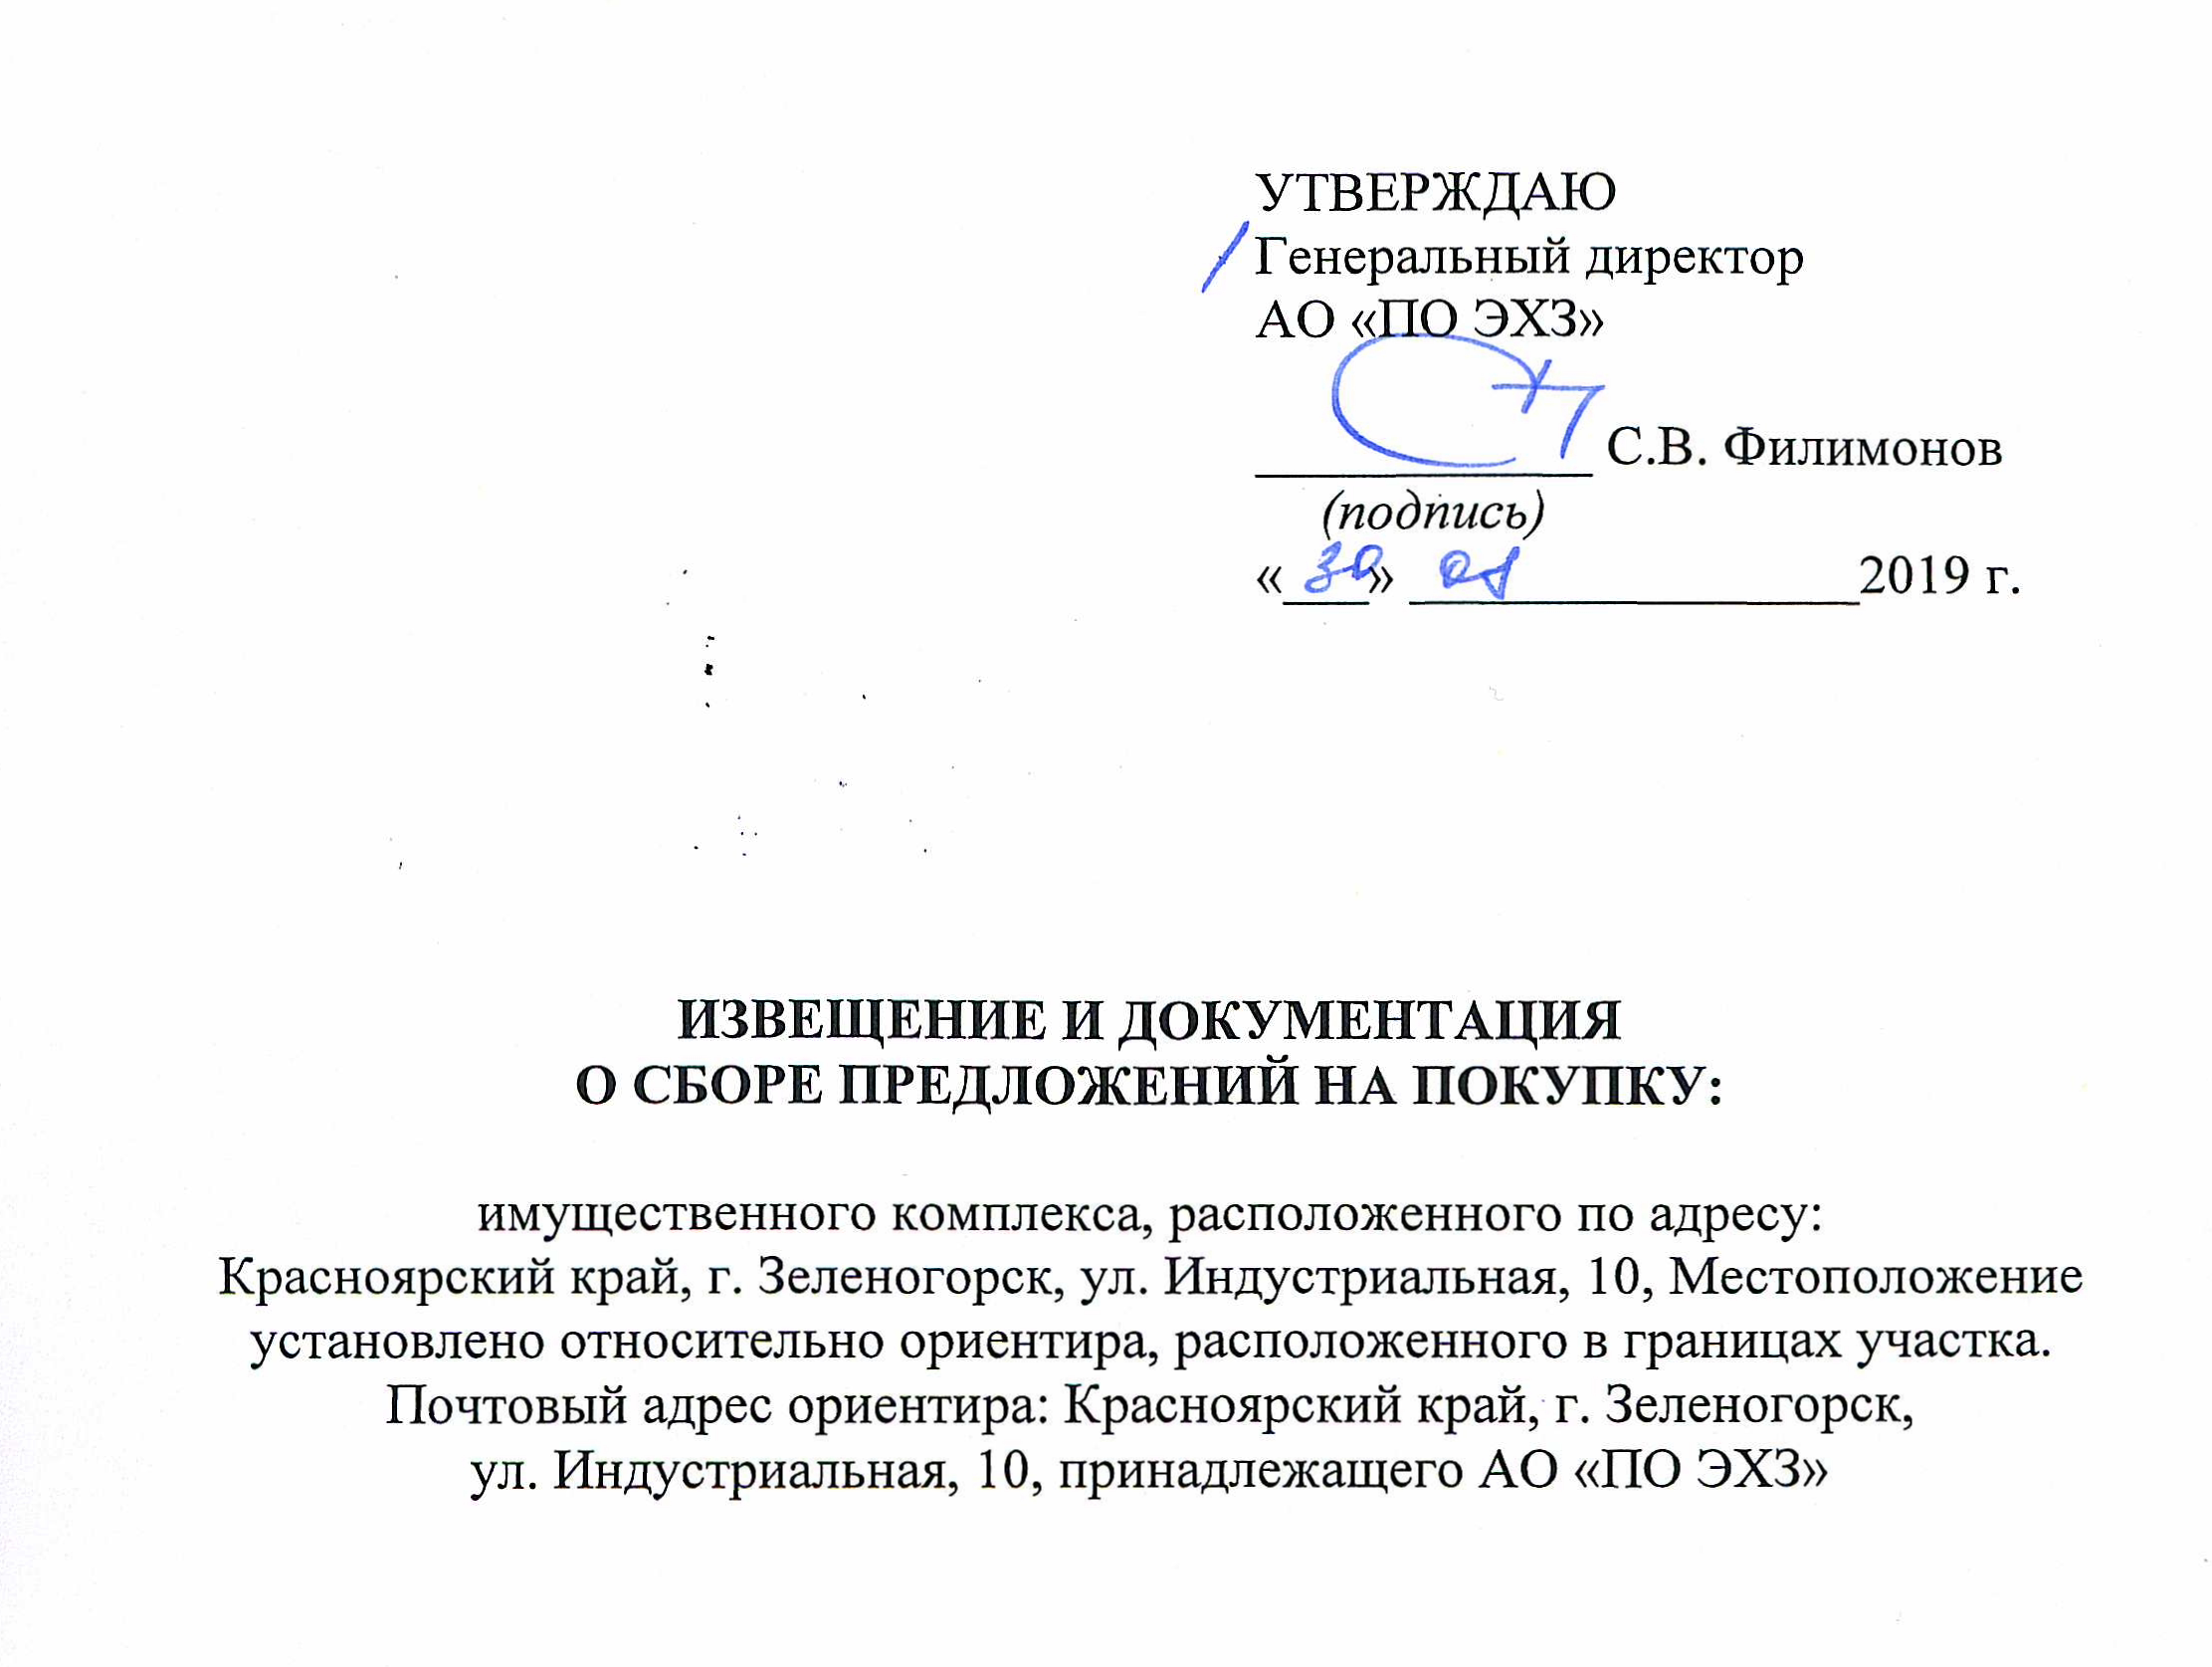 УТВЕРЖДАЮ
Генеральный директор
АО «ПО ЭХЗ»
С.В. Филимонов
(подпись)
«30» 2019 г.
ИЗВЕЩЕНИЕ И ДОКУМЕНТАЦИЯ
О СБОРЕ ПРЕДЛОЖЕНИЙ НА ПОКУПКУ:
имущественного комплекса, расположенного по адресу:
Красноярский край, г. Зеленогорск, ул. Индустриальная, 10, Местоположение
установлено относительно ориентира, расположенного в границах участка.
Почтовый адрес ориентира: Красноярский край, г. Зеленогорск,
ул. Индустриальная, 10, принадлежащего АО «ПО ЭХЗ»